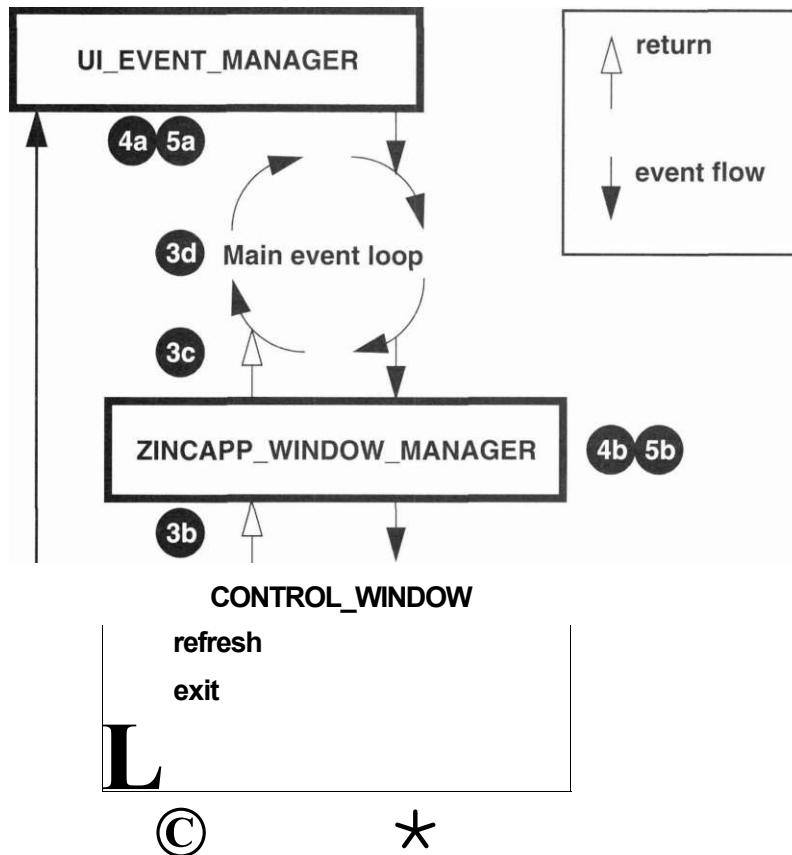 UI_EVENT_MANAGER
return
4a 5a
event flow
3d Main event loop
3c
ZINCAPP_WINDOW_MANAGER
4b 5b
3b
CONTROL_WINDOW
refresh
exit
L
©
*